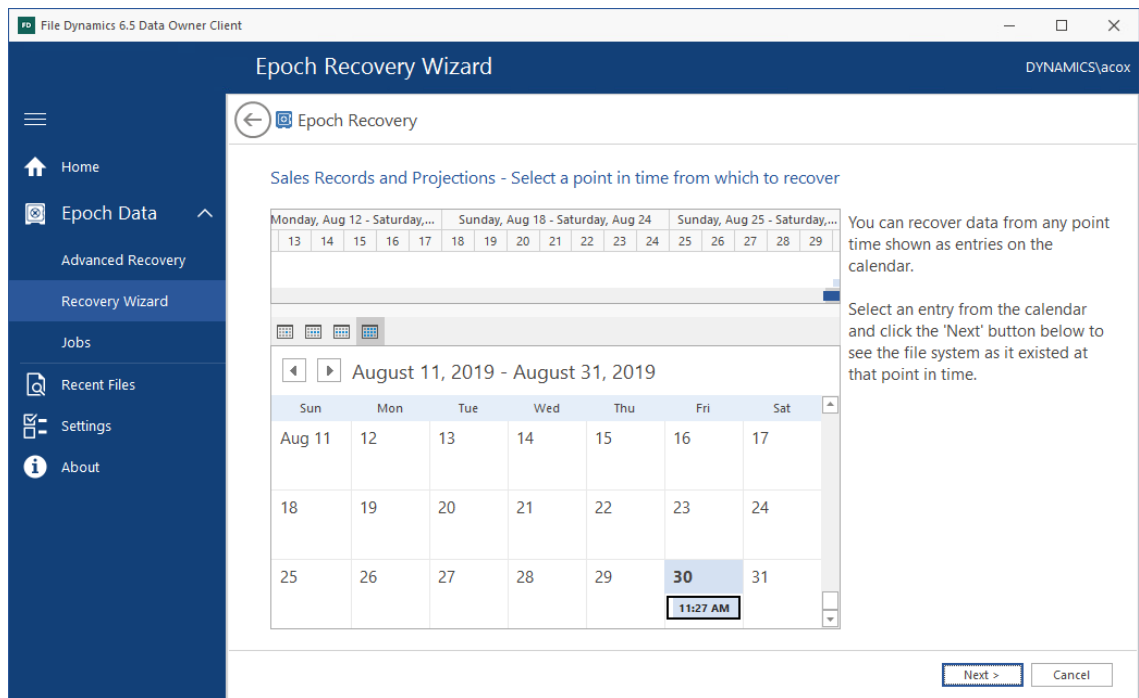 FD File Dynamics 6.5 Data Owner Client
Epoch Recovery Wizard
DYNAMICS\acox
Epoch Recovery
Home
Epoch Data
Advanced Recovery
Recovery Wizard
Jobs
Recent Files
Settings
About
Sales Records and Projections - Select a point in time from which to recover
Monday, Aug 12 - Saturday,... Sunday, Aug 18 - Saturday, Aug 24 Sunday, Aug 25 - Saturday,...
13 14 15 16 17 18 19 20 21 22 23 24 25 26 27 28 29
August 11, 2019 - August 31, 2019
Sun Mon Tue Wed Thu Fri Sat
Aug 11 12 13 14 15 16 17
18 19 20 21 22 23 24
25 26 27 28 29 30 31
11:27 AM
You can recover data from any point
time shown as entries on the
calendar.
Select an entry from the calendar
and click the 'Next' button below to
see the file system as it existed at
that point in time.
Next > Cancel